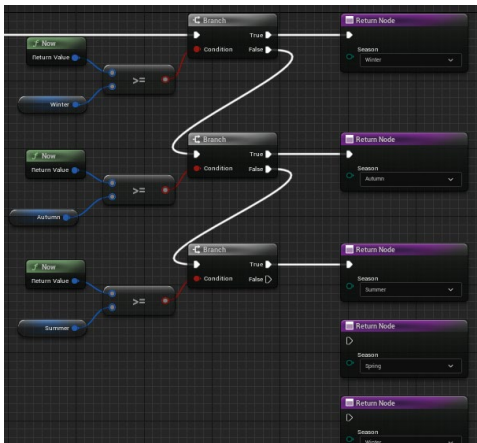 Branch
Return Node
ƒ Now
True
Return Value
Condition
False
Season
>=
Winter
Winter
Branch
Return Node
ƒ Now
True
Return Value
Condition
False
Season
>=
Autumn
Autumn
Branch
Return Node
ƒ Now
True
Return Value
Condition
False
Season
>=
Summer
Summer
Return Node
Season
Spring
Return Node
Season
Winter